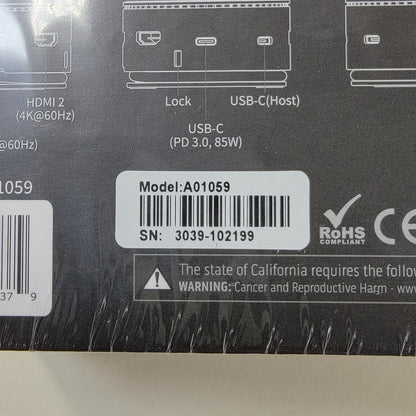 HDMI 2
(4K@60Hz)
@60Hz)
Lock
USB-C(Host)
USB-C
(PD 3.0, 85W)
1059
Model:A01059
SN: 3039-102199
37 9
RoHS
COMPLIANT
CE
The state of California requires the follow
WARNING: Cancer and Reproductive Harm - www